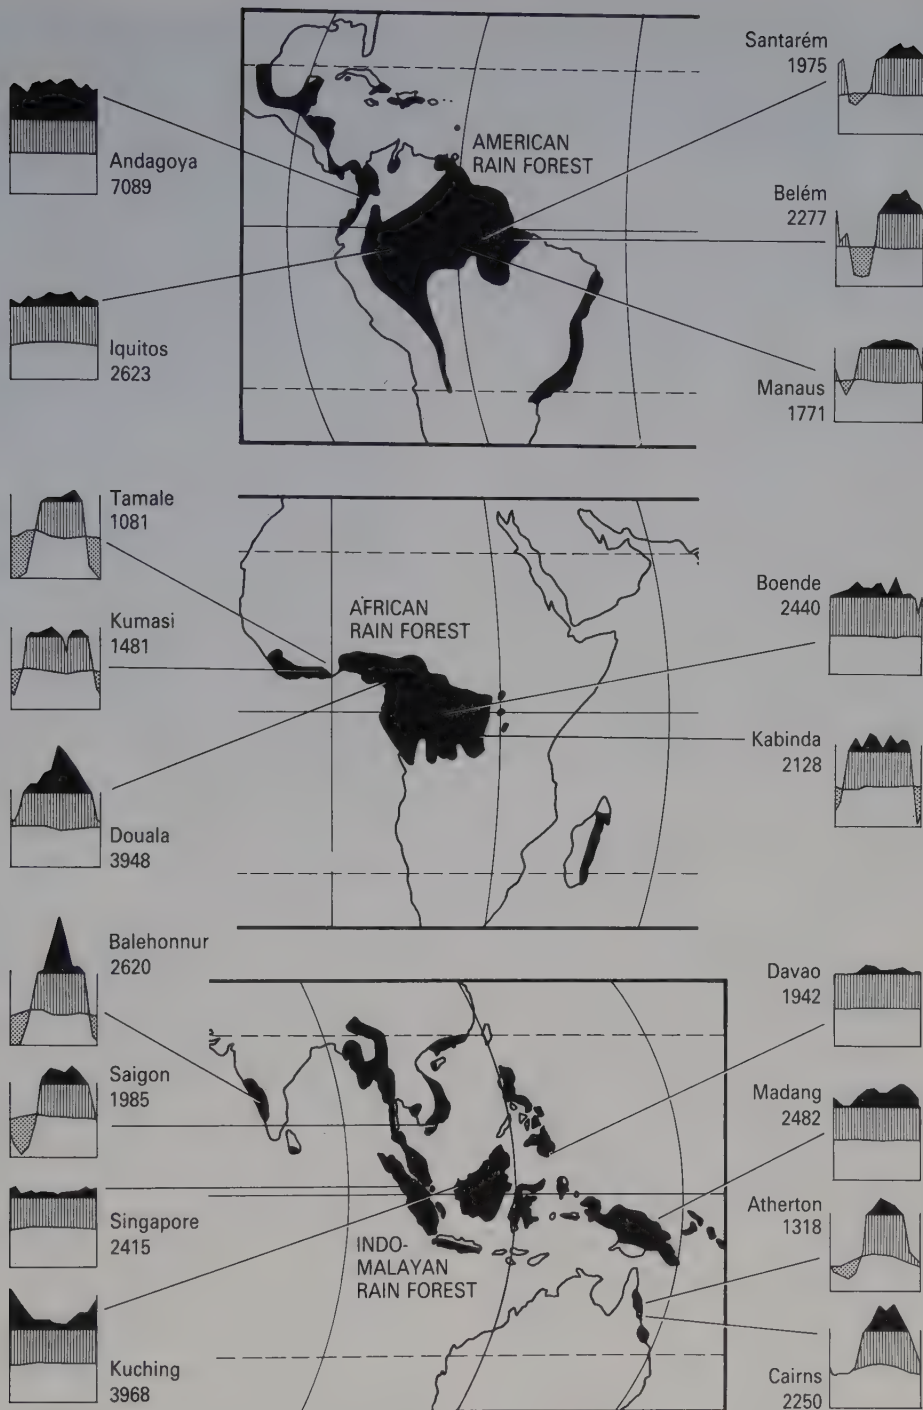 Andagoya
7089
Iquitos
2623
AMERICAN
RAIN FOREST
Santarém
1975
Belém
2277
Manaus
1771
Tamale
1081
Kumasi
1481
Douala
3948
AFRICAN
RAIN FOREST
Boende
2440
Kabinda
2128
Balehonnur
2620
Saigon
1985
Singapore
2415
Kuching
3968
INDO-
MALAYAN
RAIN FOREST
Davao
1942
Madang
2482
Atherton
1318
Cairns
2250